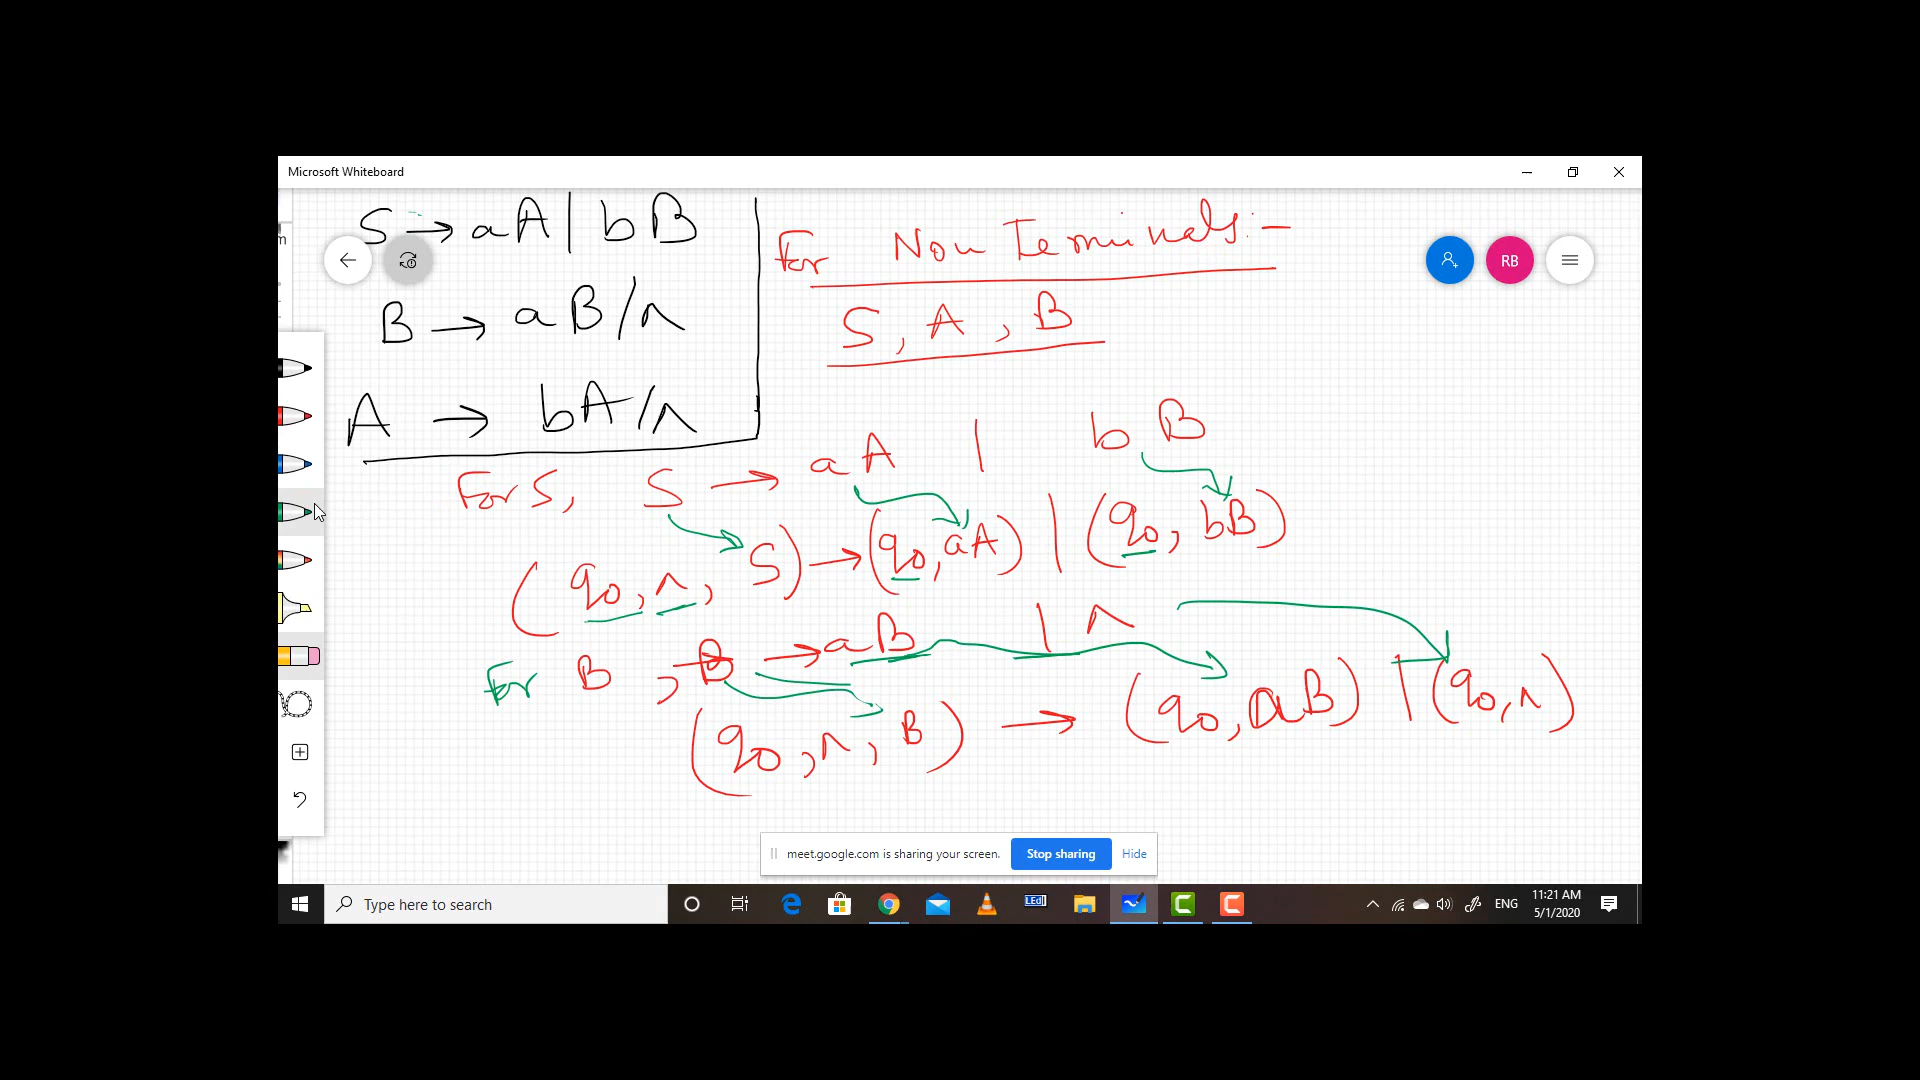 Microsoft Whiteboard
S → aA | bB
B → aB/Λ
A → bA/Λ
For Non Terminals:-
S, A, B
RB
For S, S → aA | bB
(q0, Λ, S) → (q0, aA) | (q0, bB)
For B, B → aB | Λ
(q0, Λ, B) → (q0, aB) | (q0, Λ)
meet.google.com is sharing your screen. Stop sharing Hide
Type here to search
LEd
ENG
11:21 AM
5/1/2020